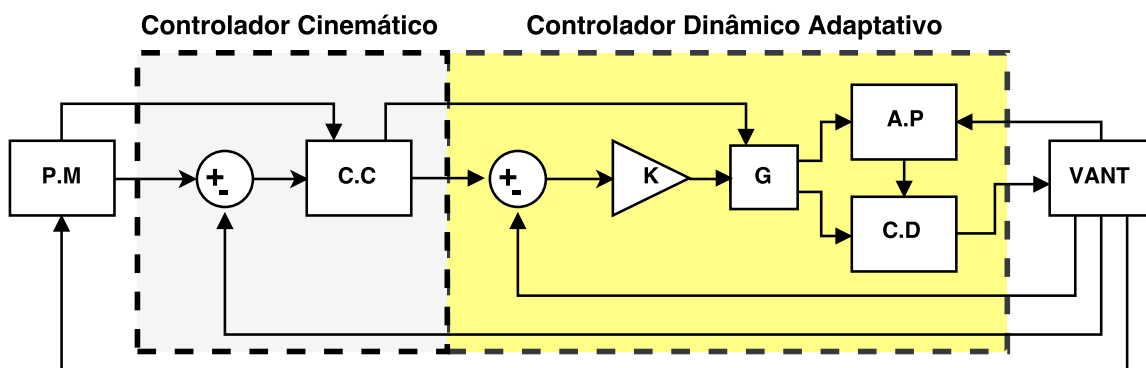 Controlador Cinemático
Controlador Dinâmico Adaptativo
P.M
+
-
C.C
+
-
K
G
A.P
C.D
VANT